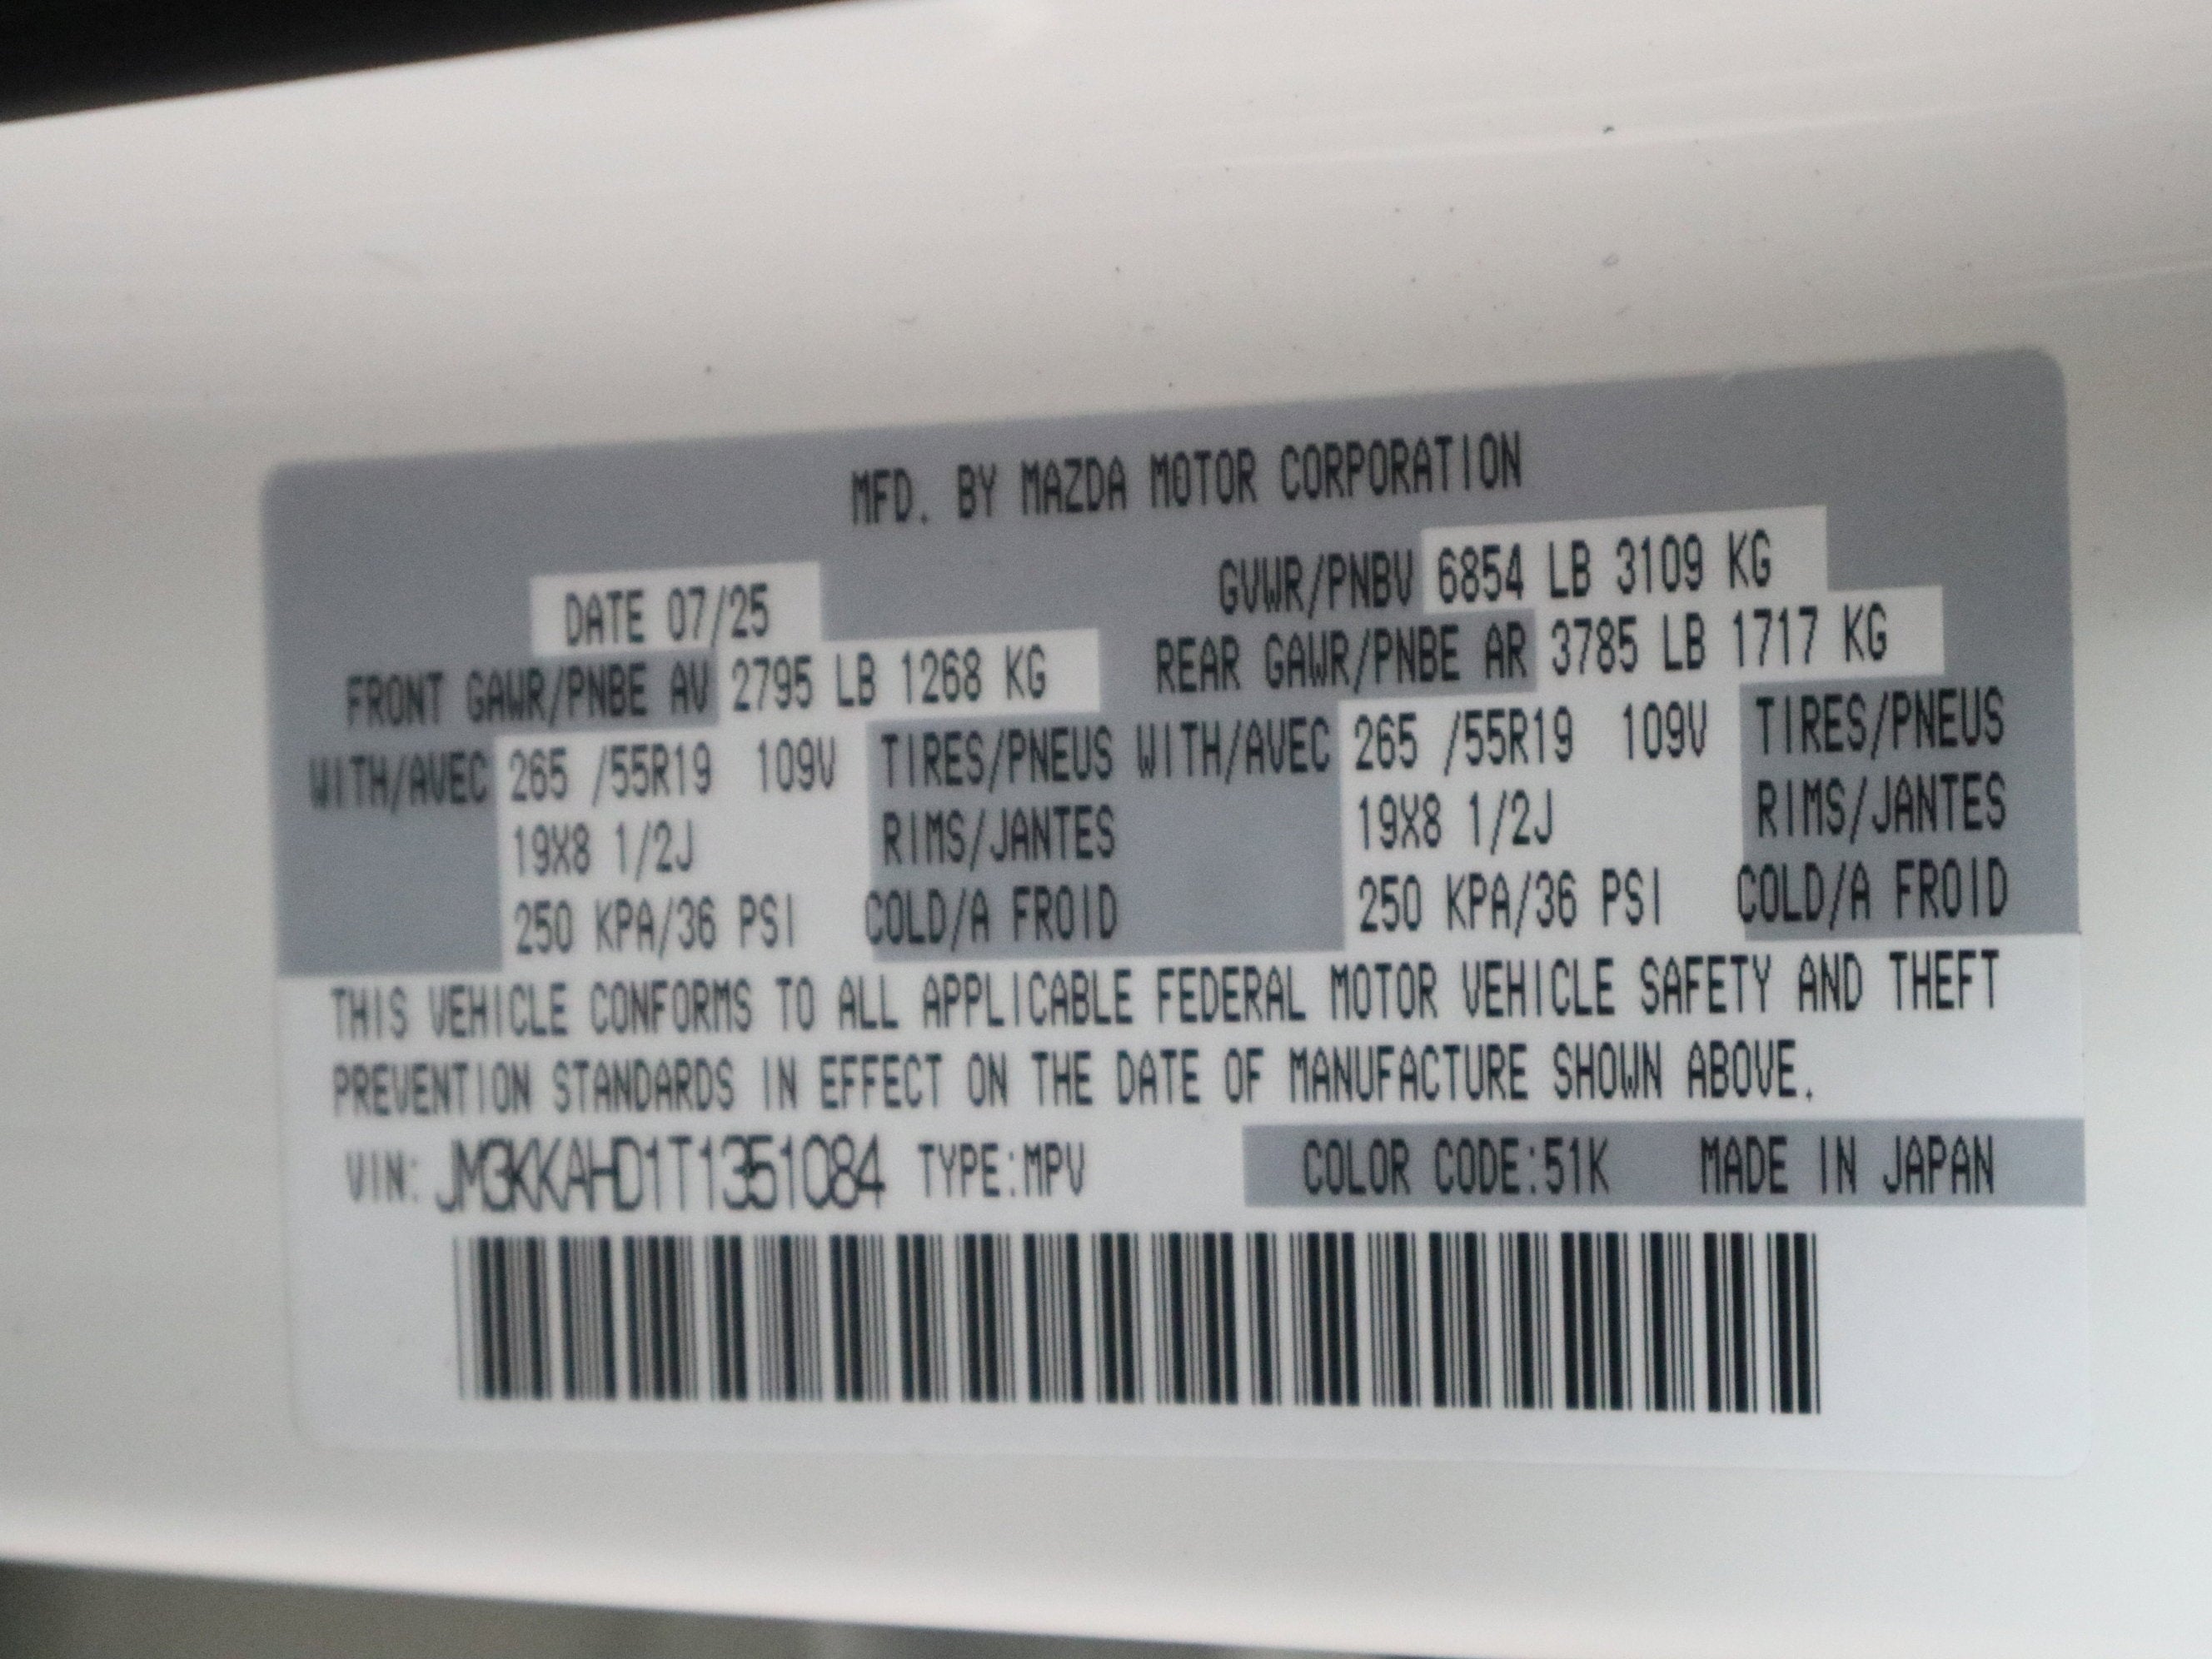 MFD. BY MAZDA MOTOR CORPORATION
DATE 07/25 GVWR/PNBV 6854 LB 3109 KG
FRONT GAWR/PNBE AV 2795 LB 1268 KG REAR GAWR/PNBE AR 3785 LB 1717 KG
WITH/AVEC 265 /55R19 109V TIRES/PNEUS WITH/AVEC 265 /55R19 109V TIRES/PNEUS
19X8 1/2J RIMS/JANTES 19X8 1/2J RIMS/JANTES
250 KPA/36 PSI COLD/A FROID 250 KPA/36 PSI COLD/A FROID
THIS VEHICLE CONFORMS TO ALL APPLICABLE FEDERAL MOTOR VEHICLE SAFETY AND THEFT
PREVENTION STANDARDS IN EFFECT ON THE DATE OF MANUFACTURE SHOWN ABOVE.
VIN: JM3KKAHD1T1351084 TYPE:MPV COLOR CODE:51K MADE IN JAPAN